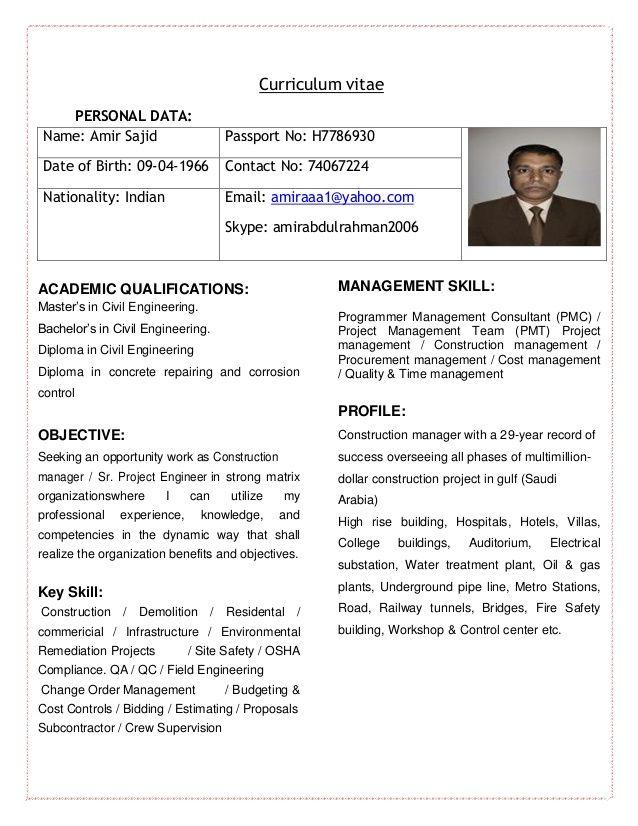 Curriculum vitae
PERSONAL DATA:
Name: Amir Sajid
Passport No: H7786930
Date of Birth: 09-04-1966
Contact No: 74067224
Nationality: Indian
Email: amiraaa1@yahoo.com
Skype: amirabdulrahman2006
ACADEMIC QUALIFICATIONS:
Master's in Civil Engineering.
Bachelor's in Civil Engineering.
Diploma in Civil Engineering
Diploma in concrete repairing and corrosion
control
OBJECTIVE:
Seeking an opportunity work as Construction
manager / Sr. Project Engineer in strong matrix
organizationswhere I can utilize my
professional experience, knowledge, and
competencies in the dynamic way that shall
realize the organization benefits and objectives.
Key Skill:
Construction / Demolition / Residential /
commericial / Infrastructure / Environmental
Remediation Projects / Site Safety / OSHA
Compliance. QA / QC / Field Engineering
Change Order Management / Budgeting &
Cost Controls / Bidding / Estimating / Proposals
Subcontractor / Crew Supervision
MANAGEMENT SKILL:
Programmer Management Consultant (PMC) /
Project Management Team (PMT) Project
management / Construction management /
Procurement management / Cost management
/ Quality & Time management
PROFILE:
Construction manager with a 29-year record of
success overseeing all phases of multimillion-
dollar construction project in gulf (Saudi
Arabia)
High rise building, Hospitals, Hotels, Villas,
College buildings, Auditorium, Electrical
substation, Water treatment plant, Oil & gas
plants, Underground pipe line, Metro Stations,
Road, Railway tunnels, Bridges, Fire Safety
building, Workshop & Control center etc.